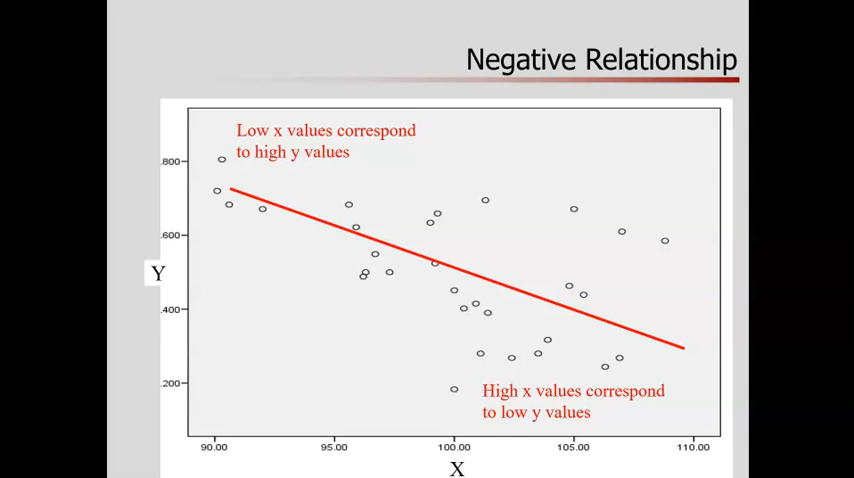 Negative Relationship
Low x values correspond
to high y values
.800
.600
Y
.400
.200
High x values correspond
to low y values
90.00 95.00 100.00 105.00 110.00
X